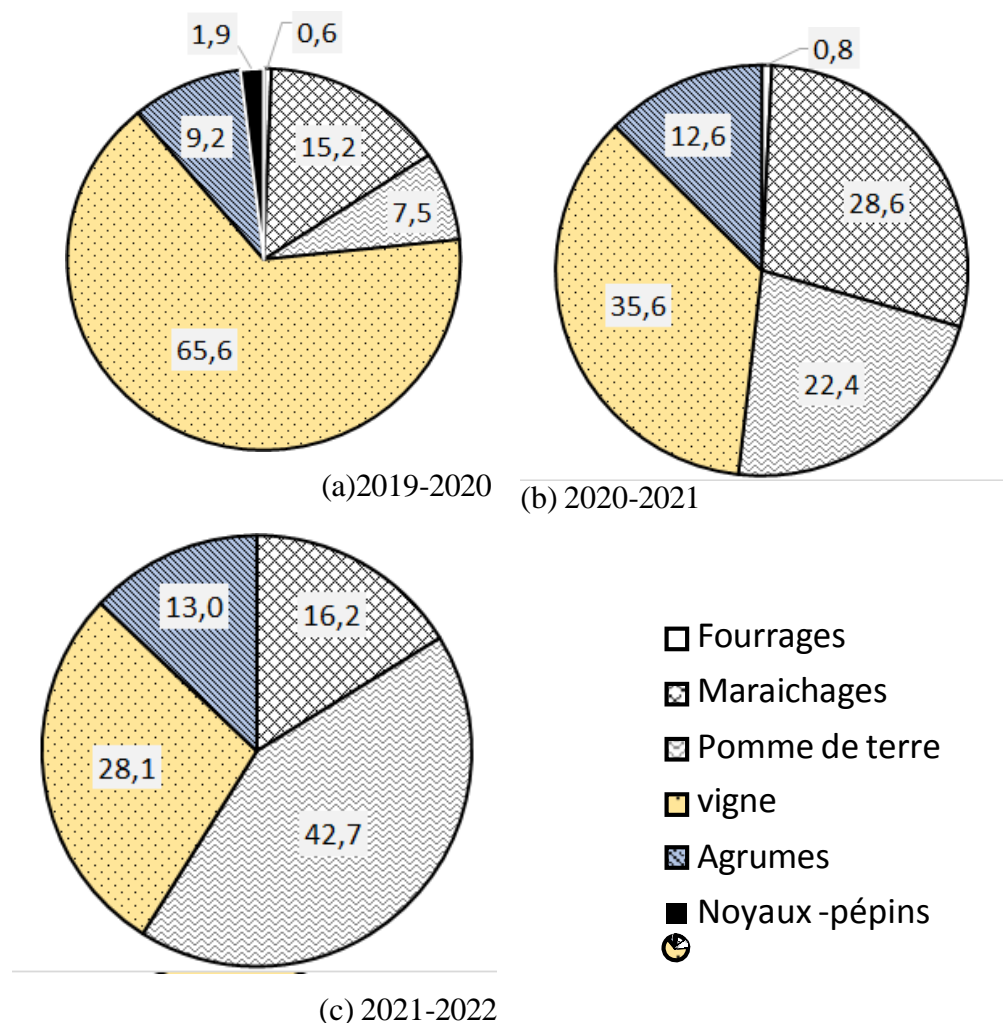 1,9
0,6
9,2
15,2
7,5
65,6
(a)2019-2020
0,8
12,6
28,6
35,6
22,4
(b) 2020-2021
13,0
16,2
28,1
42,7
(c) 2021-2022
Fourrages
Maraichages
Pomme de terre
vigne
Agrumes
Noyaux -pépins